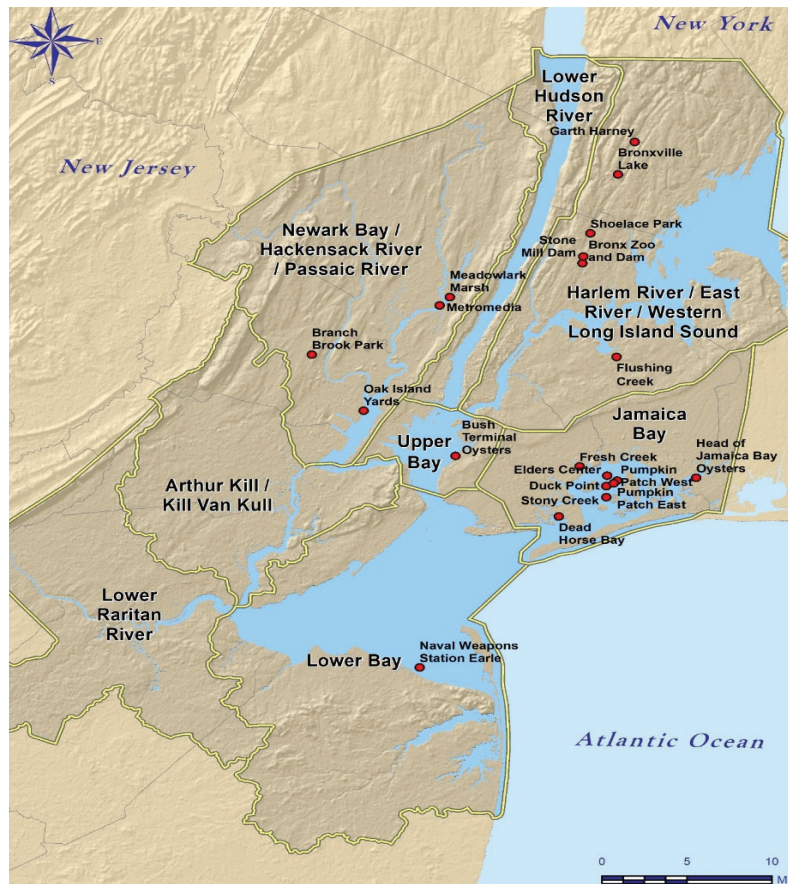 New York
E
S
Lower
Hudson
River
Garth Harney
Bronxville
Lake
New Jersey
Shoelace Park
Newark Bay /
Hackensack River
/ Passaic River
Stone
Mill Dam
Bronx Zoo
and Dam
Meadowlark
Marsh
Metromedia
Harlem River / East
River / Western
Long Island Sound
Branch
Brook Park
Flushing
Creek
Oak Island
Yards
Jamaica
Bay
Upper
Bay
Bush
Terminal
Oysters
Head of
Jamaica Bay
Oysters
Fresh Creek
Elders Center
Pumpkin
Patch West
Duck Point
Stony Creek
Pumpkin
Patch East
Arthur Kill /
Kill Van Kull
Dead
Horse Bay
Lower
Raritan
River
Lower Bay
Naval Weapons
Station Earle
Atlantic Ocean
0 5 10
M